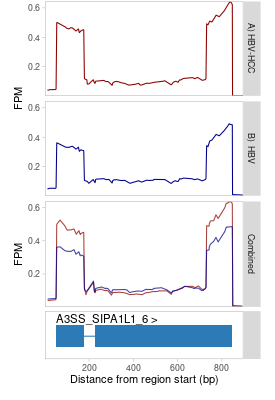 0.6
0.4
0.2
A) HBV-HCC
FPM
0.6
0.4
0.2
B) HBV
0.6
0.4
0.2
FPM
Combined
A3SS_SIPA1L1_6 >
0 200 400 600 800
Distance from region start (bp)